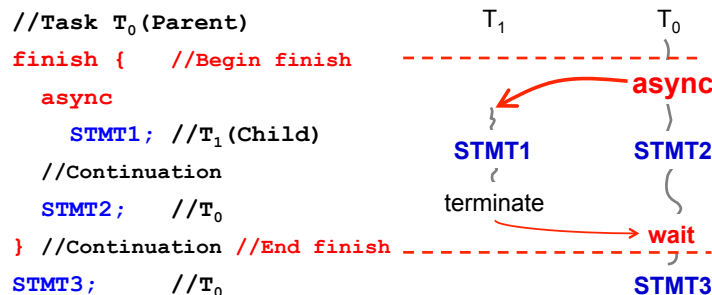 //Task T0(Parent)
finish { //Begin finish
async
STMT1; //T1(Child)
//Continuation
STMT2; //T0
} //Continuation //End finish
STMT3; //T0
T1 T0
async
STMT1 STMT2
terminate
wait
STMT3